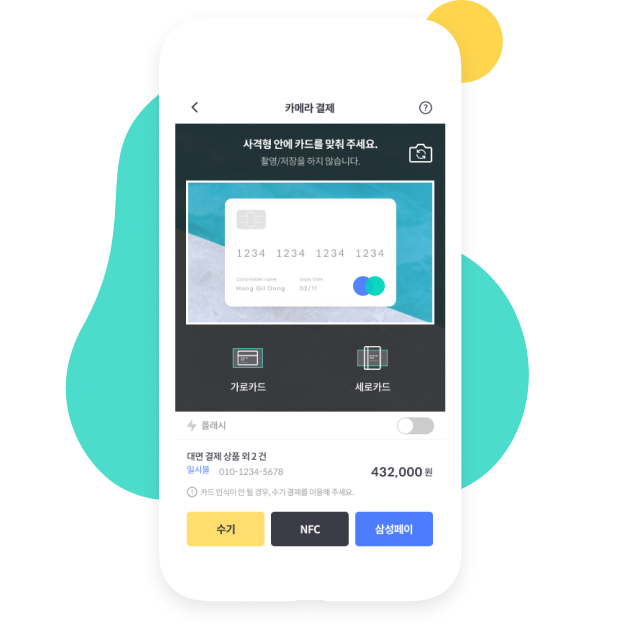 카메라 결제
?
사격형 안에 카드를 맞춰 주세요.
촬영/저장을 하지 않습니다.
1234 1234 1234 1234
Card Holder name Expiry Date
Hong Gil Dong 02/11
가로카드 세로카드
플래시
대면 결제 상품 외 2 건
일시불 010-1234-5678 432,000 원
카드 인식이 안 될 경우, 수기 결제를 이용해 주세요.
수기 NFC 삼성페이